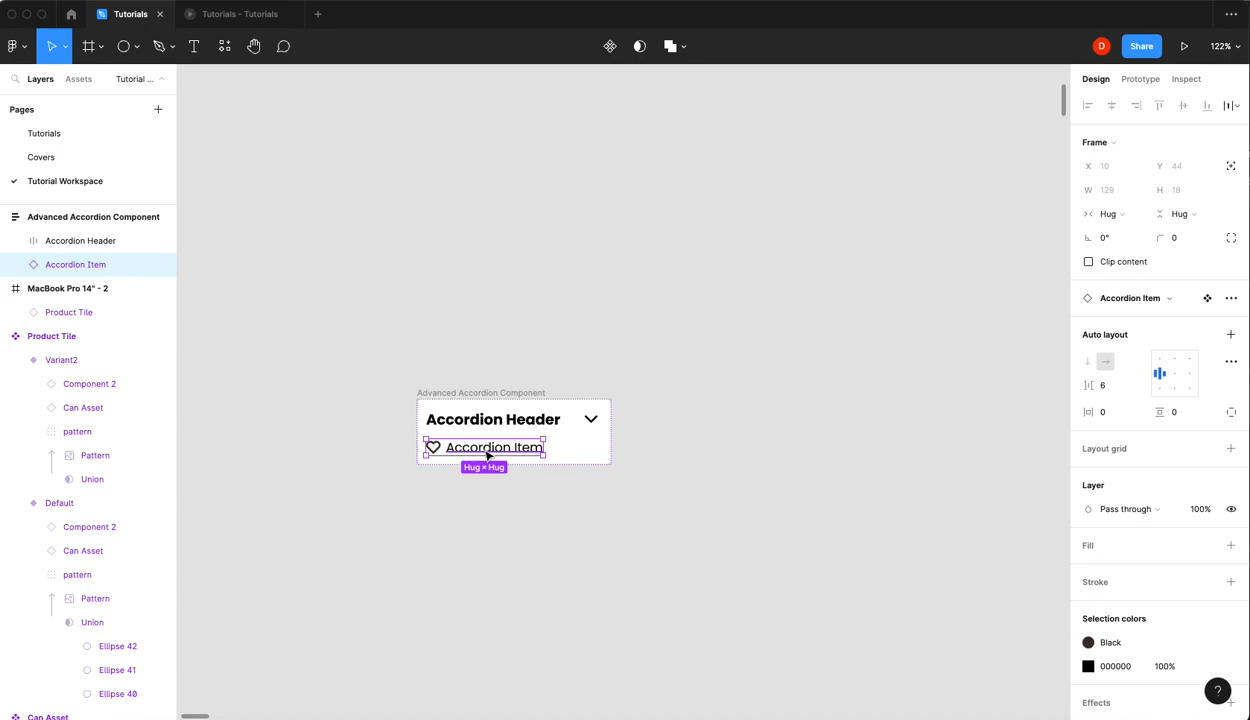 Tutorials
Tutorials - Tutorials
D
Share
122%
Layers
Assets
Tutorial ...
Pages
Tutorials
Covers
Tutorial Workspace
Advanced Accordion Component
Accordion Header
Accordion Item
MacBook Pro 14" - 2
Product Tile
Product Tile
Variant2
Component 2
Can Asset
pattern
Pattern
Union
Default
Component 2
Can Asset
pattern
Pattern
Union
Ellipse 42
Ellipse 41
Ellipse 40
Can Asset
Advanced Accordion Component
Accordion Header
Accordion Item
Hug × Hug
Design
Prototype
Inspect
Frame
X 10
Y 44
W 129
H 18
Hug
Hug
0°
0
Clip content
Accordion Item
Auto layout
6
0
0
Layout grid
Layer
Pass through
100%
Fill
Stroke
Selection colors
Black
000000
100%
Effects
?